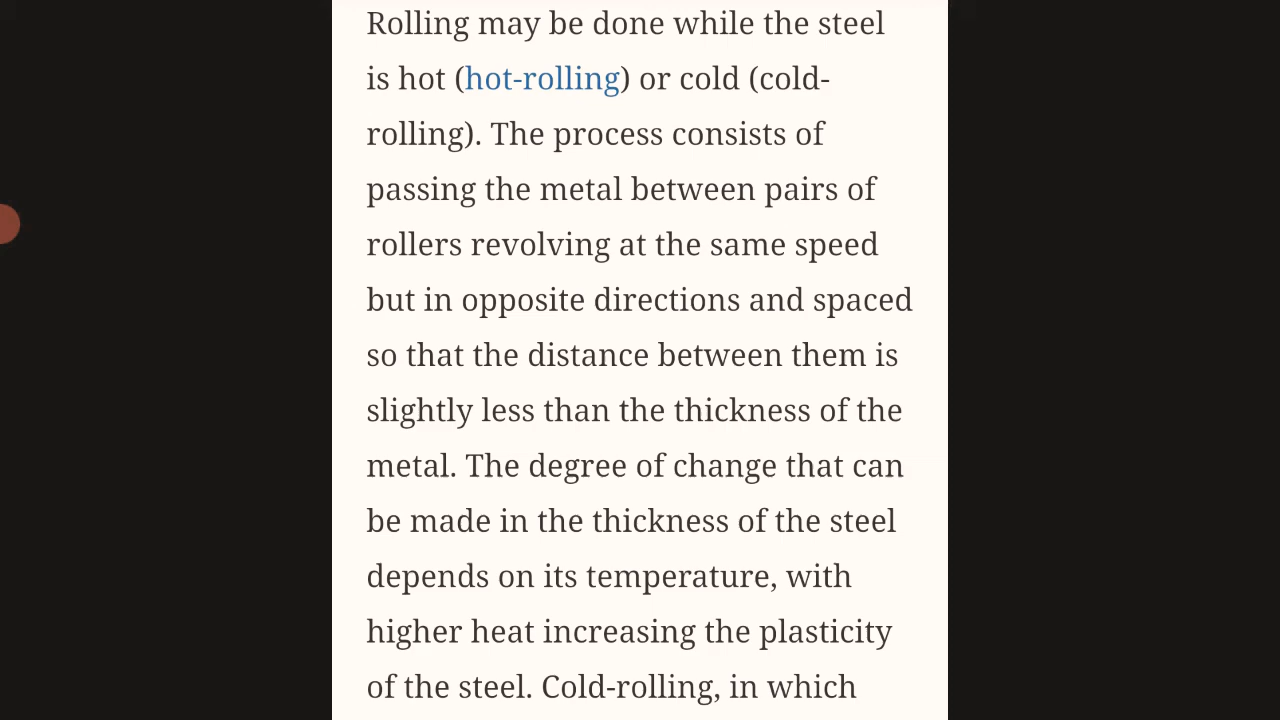 Rolling may be done while the steel
is hot (hot-rolling) or cold (cold-
rolling). The process consists of
passing the metal between pairs of
rollers revolving at the same speed
but in opposite directions and spaced
so that the distance between them is
slightly less than the thickness of the
metal. The degree of change that can
be made in the thickness of the steel
depends on its temperature, with
higher heat increasing the plasticity
of the steel. Cold-rolling, in which